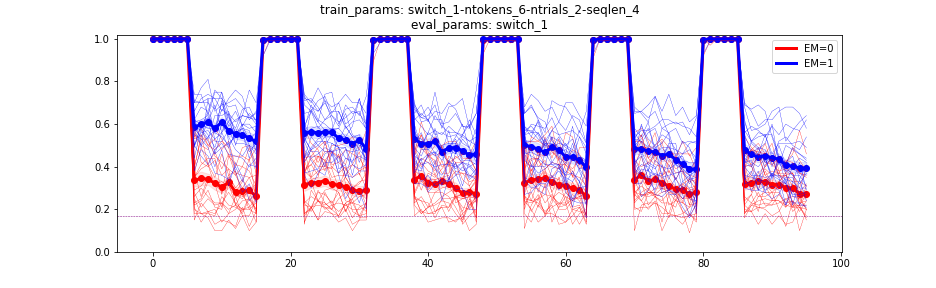 train_params: switch_1-ntokens_6-ntrials_2-seqlen_4
eval_params: switch_1
1.0
0.8
0.6
0.4
0.2
0.0
EM=0
EM=1
0 20 40 60 80 100